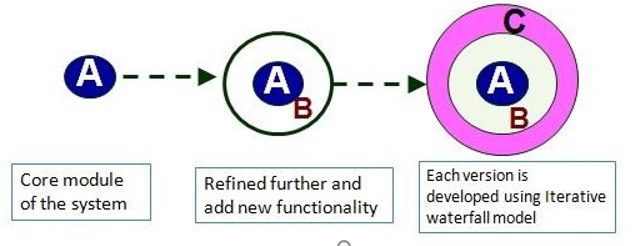 A
A
B
C
A
B
Core module
of the system
Refined further and
add new functionality
Each version is
developed using Iterative
waterfall model